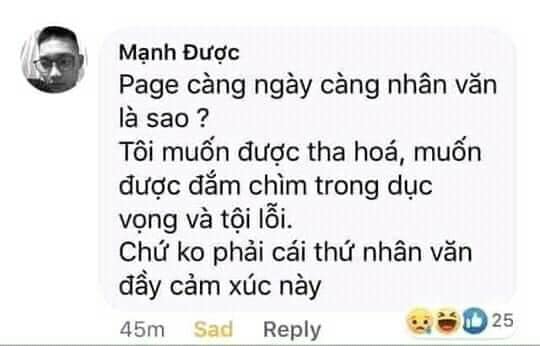 Mạnh Được
Page càng ngày càng nhân văn
là sao ?
Tôi muốn được tha hoá, muốn
được đắm chìm trong dục
vọng và tội lỗi.
Chứ ko phải cái thứ nhân văn
đầy cảm xúc này
45m Sad Reply 25